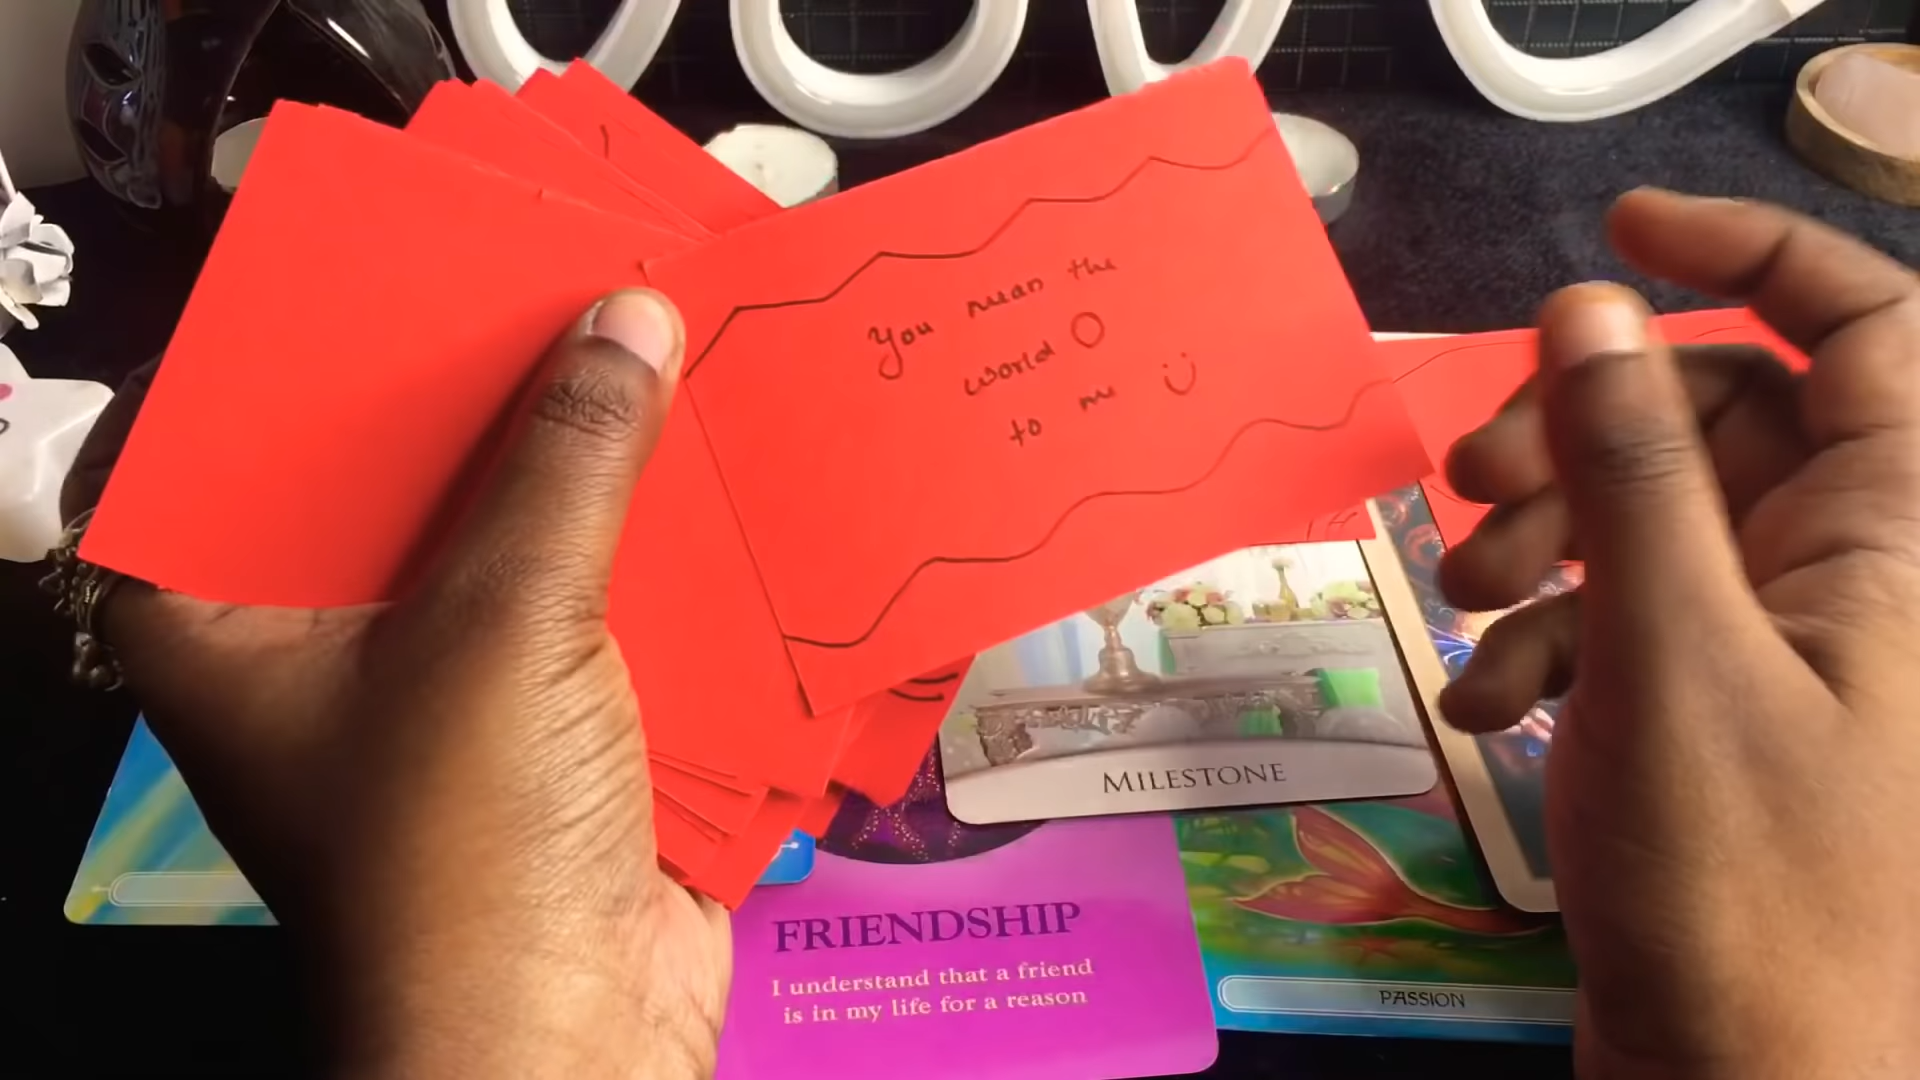 You mean the
world
to me
MILESTONE
FRIENDSHIP
I understand that a friend
is in my life for a reason
PASSION